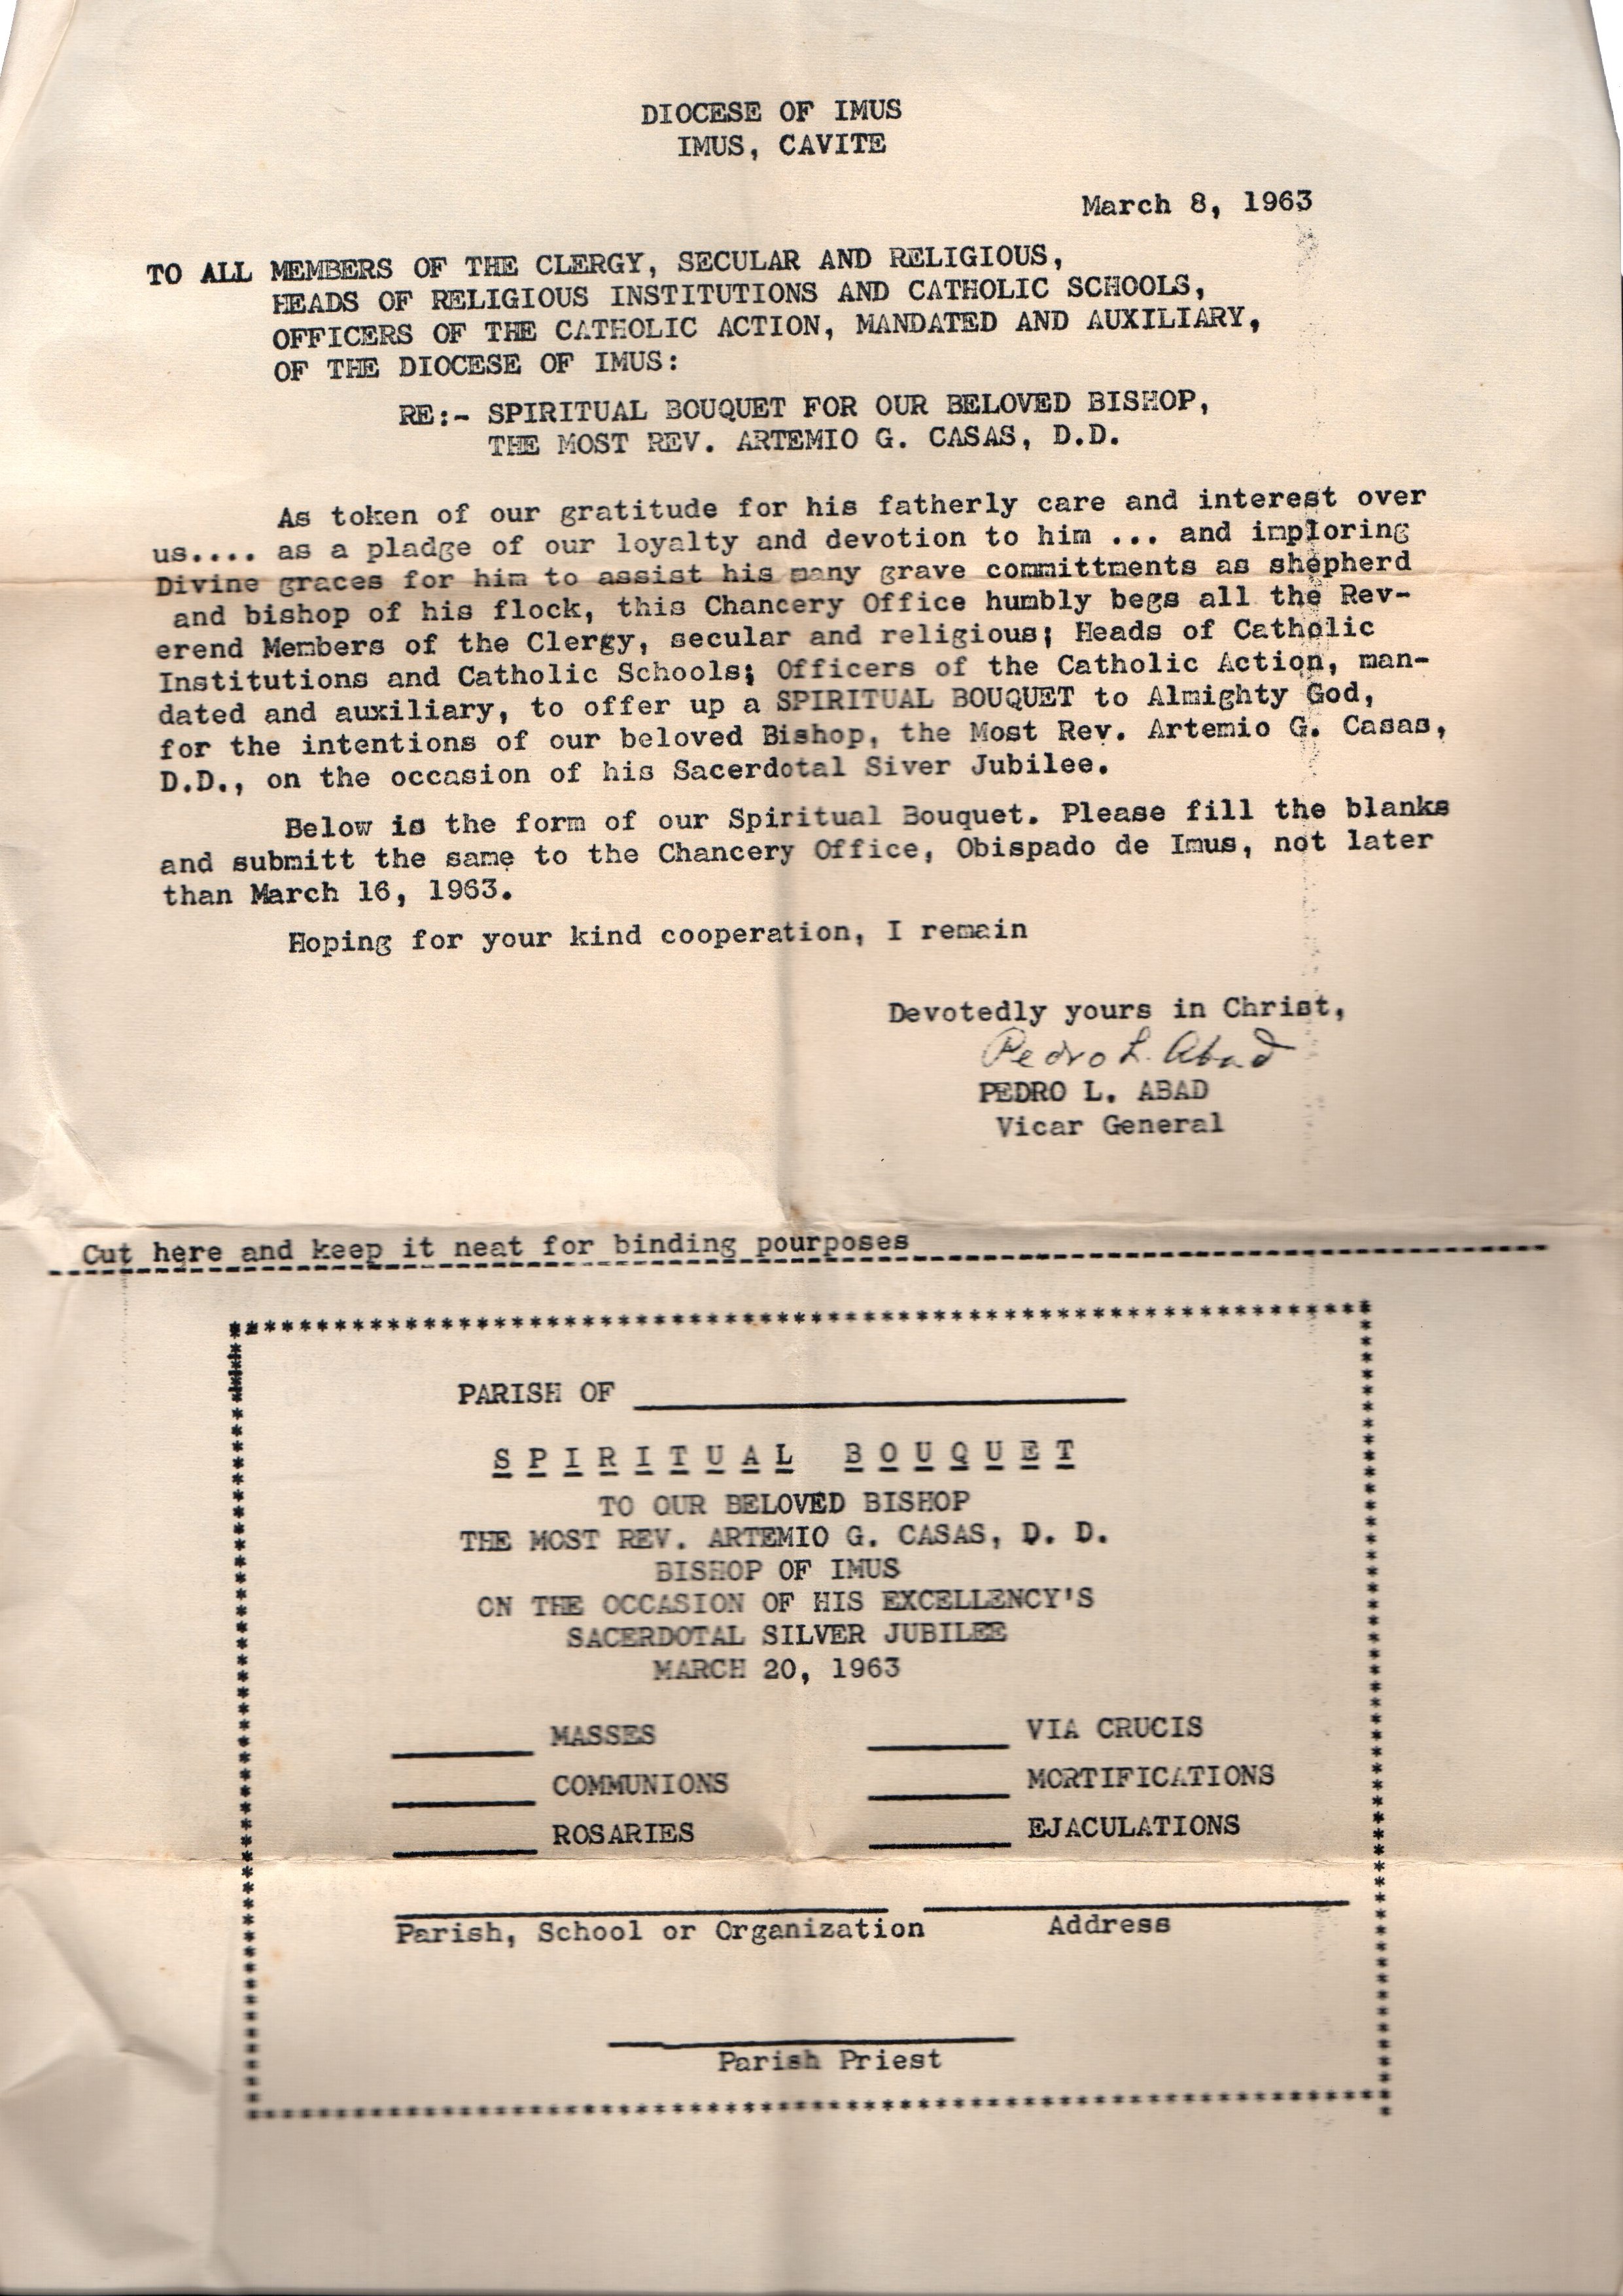 DIOCESE OF IMUS
IMUS, CAVITE
March 8, 1963
TO ALL MEMBERS OF THE CLERGY, SECULAR AND RELIGIOUS,
HEADS OF RELIGIOUS INSTITUTIONS AND CATHOLIC SCHOOLS,
OFFICERS OF THE CATHOLIC ACTION, MANDATED AND AUXILIARY,
OF THE DIOCESE OF IMUS:
RE:- SPIRITUAL BOUQUET FOR OUR BELOVED BISHOP,
THE MOST REV. ARTEMIO G. CASAS, D.D.
As token of our gratitude for his fatherly care and interest over
us.... as a pladge of our loyalty and devotion to him ... and imploring
Divine graces for him to assist his many grave committments as shepherd
and bishop of his flock, this Chancery Office humbly begs all the Rev-
erend Members of the Clergy, secular and religious; Heads of Catholic
Institutions and Catholic Schools; Officers of the Catholic Action, man-
dated and auxiliary, to offer up a SPIRITUAL BOUQUET to Almighty God,
for the intentions of our beloved Bishop, the Most Rev. Artemio G. Casas,
D.D., on the occasion of his Sacerdotal Siver Jubilee.
Below is the form of our Spiritual Bouquet. Please fill the blanks
and submitt the same to the Chancery Office, Obispado de Imus, not later
than March 16, 1963.
Hoping for your kind cooperation, I remain
Devotedly yours in Christ,
Pedro L. Abad
PEDRO L. ABAD
Vicar General
Cut here and keep it neat for binding pourposes
PARISH OF
SPIRITUAL BOUQUET
TO OUR BELOVED BISHOP
THE MOST REV. ARTEMIO G. CASAS, D. D.
BISHOP OF IMUS
ON THE OCCASION OF HIS EXCELLENCY'S
SACERDOTAL SILVER JUBILEE
MARCH 20, 1963
MASSES VIA CRUCIS
COMMUNIONS MORTIFICATIONS
ROSARIES EJACULATIONS
Parish, School or Organization Address
Parish Priest